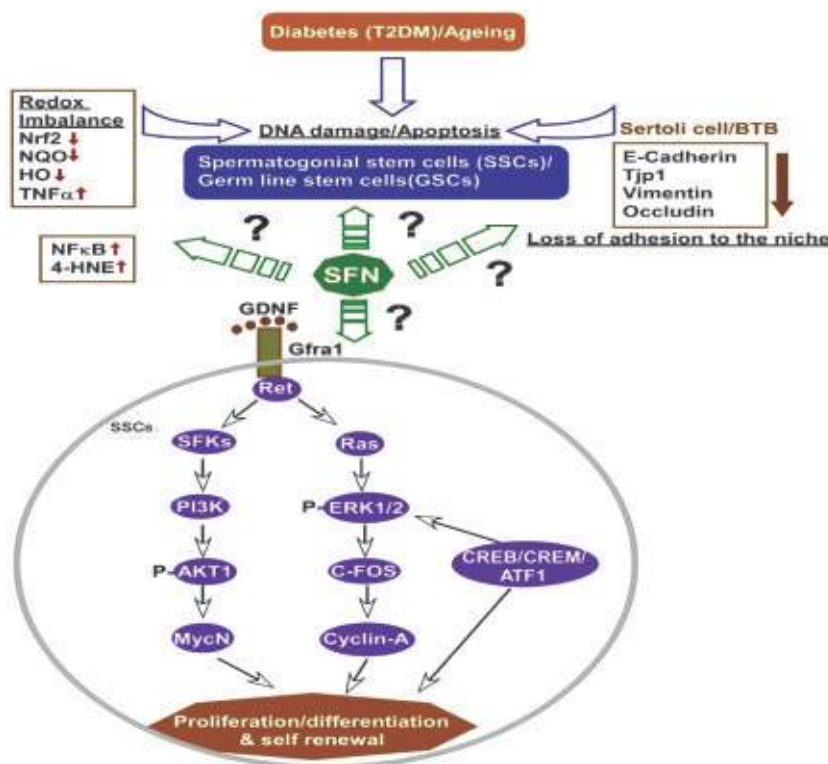 Diabetes (T2DM)/Ageing
Redox
Imbalance
Nrf2 ↓
NQO ↓
HO ↓
TNFα ↑
DNA damage/Apoptosis
Spermatogonial stem cells (SSCs)/
Germ line stem cells(GSCs)
Sertoli cell/BTB
E-Cadherin
Tjp1
Vimentin
Occludin
Loss of adhesion to the niche
NFκB ↑
4-HNE ↑
?
?
?
?
SFN
GDNF
Gfra1
Ret
SSCs
SFKs
Ras
PI3K
P-ERK1/2
P-AKT1
C-FOS
CREB/CREM/
ATF1
MycN
Cyclin-A
Proliferation/differentiation
& self renewal